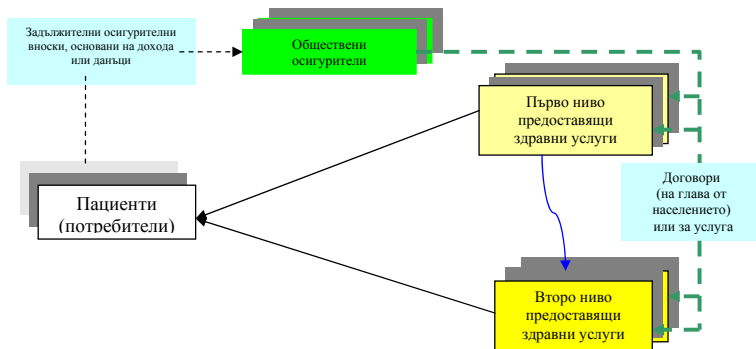 Задължителни осигурителни
вноски, основани на дохода
или данъци
Обществени
осигурители
Първо ниво
предоставящи
здравни услуги
Договори
(на глава от
населението)
или за услуга
Пациенти
(потребители)
Второ ниво
предоставящи
здравни услуги